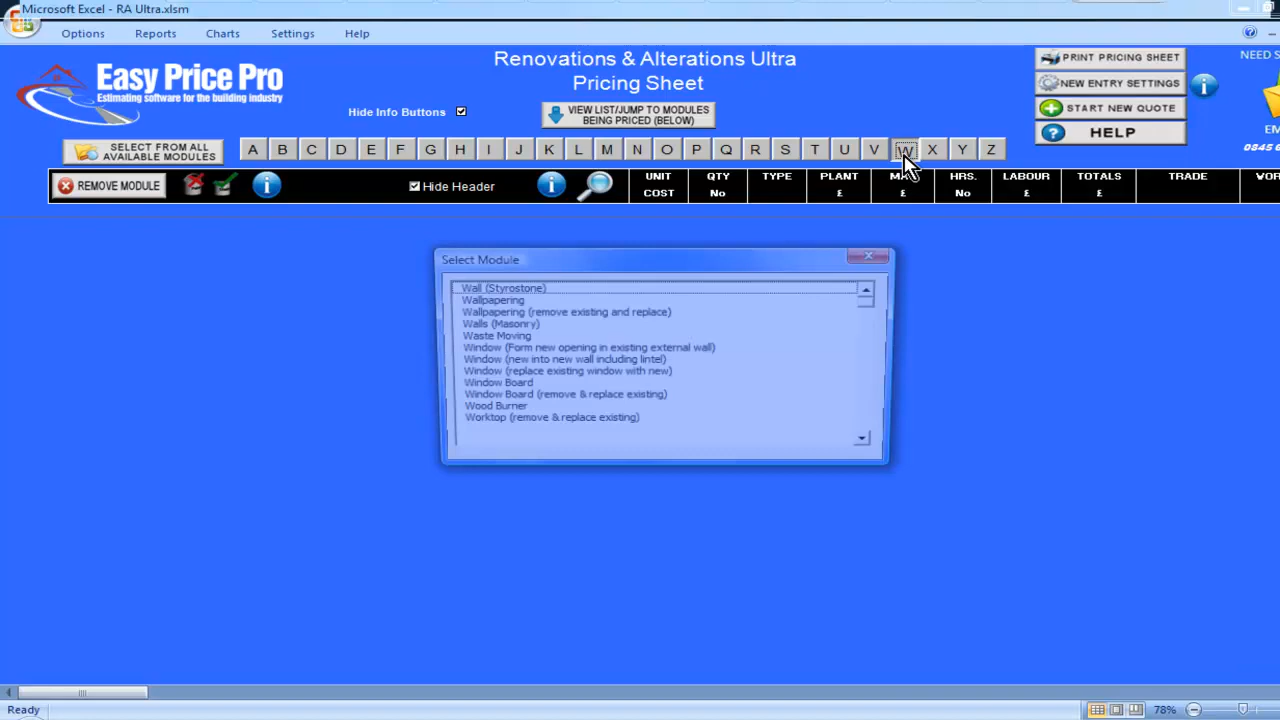 Microsoft Excel - RA Ultra.xlsm
Options Reports Charts Settings Help
Easy Price Pro
Estimating software for the building industry
Renovations & Alterations Ultra
Pricing Sheet
Hide Info Buttons
VIEW LIST/JUMP TO MODULES
BEING PRICED (BELOW)
PRINT PRICING SHEET
NEW ENTRY SETTINGS
START NEW QUOTE
HELP
NEED S
EM
0845 6
SELECT FROM ALL
AVAILABLE MODULES
A B C D E F G H I J K L M N O P Q R S T U V W X Y Z
REMOVE MODULE
Hide Header
UNIT
COST
QTY
No
TYPE
PLANT
£
£
HRS.
No
LABOUR
£
TOTALS
£
TRADE
WOR
Select Module
Wall (Styrostone)
Wallpapering
Wallpapering (remove existing and replace)
Walls (Masonry)
Waste Moving
Window (Form new opening in existing external wall)
Window (new into new wall including lintel)
Window (replace existing window with new)
Window Board
Window Board (remove & replace existing)
Wood Burner
Worktop (remove & replace existing)
Ready
78%